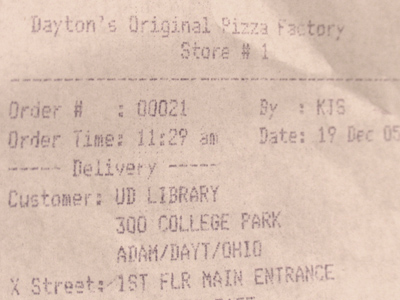 Dayton's Original Pizza Factory
Store # 1
Order # : 00021 By : KIS
Order Time: 11:29 am Date: 19 Dec 05
----- Delivery -----
Customer: UD LIBRARY
300 COLLEGE PARK
ADAM/DAYT/OHIO
X Street: 1ST FLR MAIN ENTRANCE